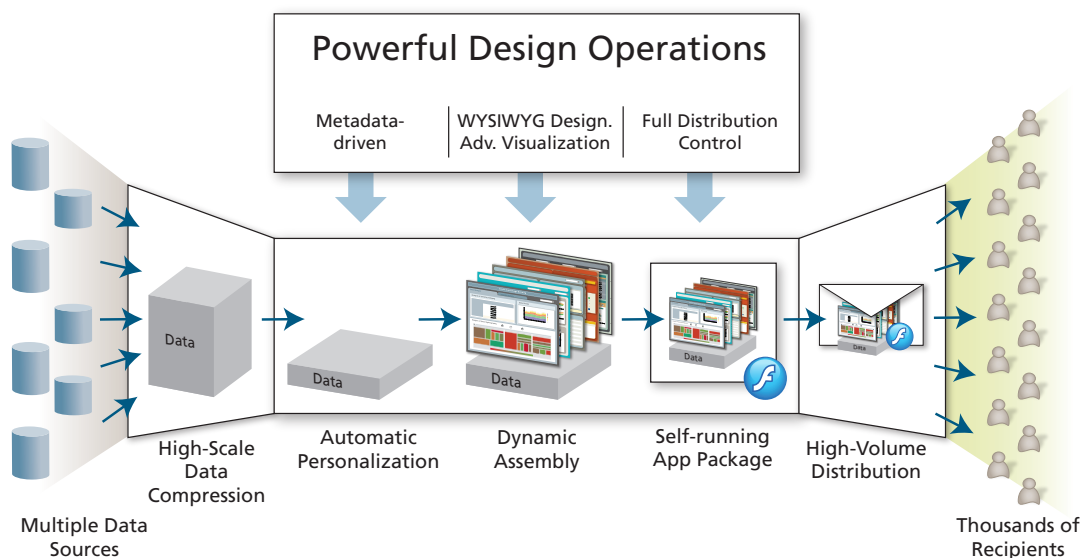 Powerful Design Operations
Metadata-
driven
WYSIWYG Design.
Adv. Visualization
Full Distribution
Control
Data
Data
Data
Data
Data
High-Scale
Data
Compression
Automatic
Personalization
Dynamic
Assembly
Self-running
App Package
High-Volume
Distribution
Multiple Data
Sources
Thousands of
Recipients